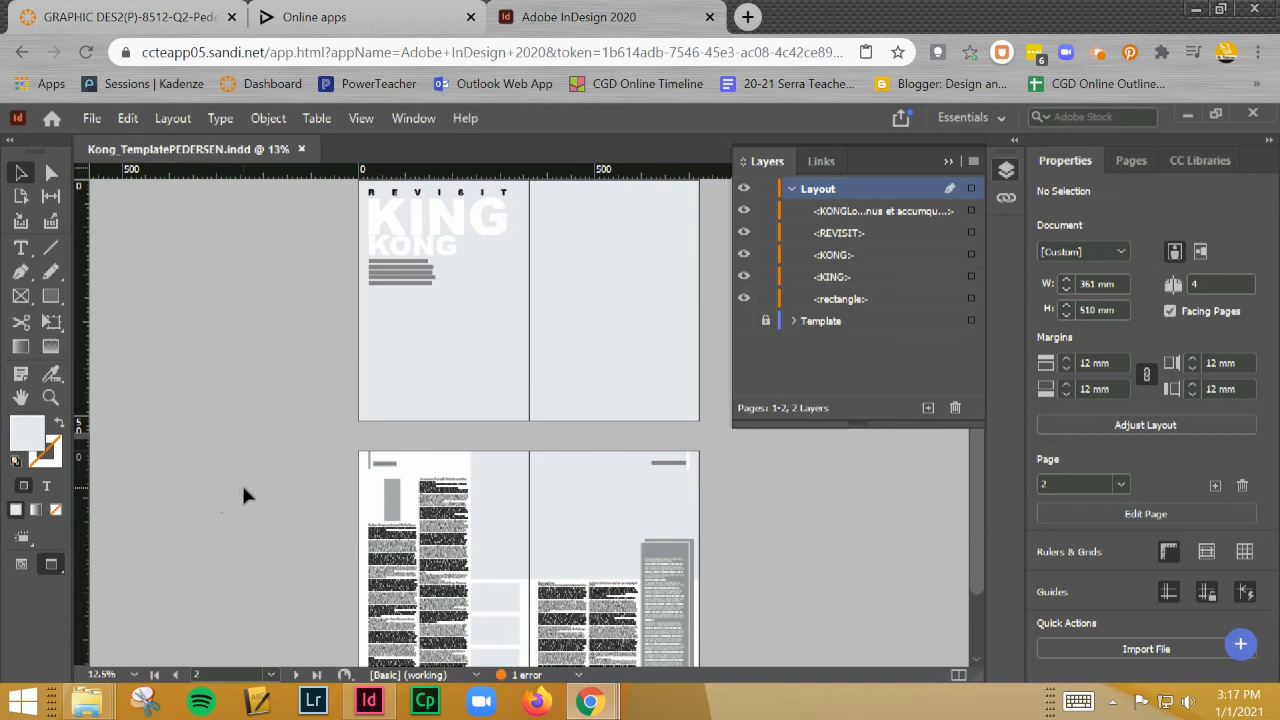 GRAPHIC DES2(P)-8512-Q2-Pede
Online apps
Adobe InDesign 2020
ccteapp05.sandi.net/app.html?appName=Adobe+InDesign+2020&token=1b614adb-7546-45e3-ac08-4c42ce89...
6
Apps
Sessions | Kamioze
Dashboard
PowerTeacher
Outlook Web App
CGD Online Timeline
20-21 Serra Teache...
Blogger: Design an...
CGD Online Outline...
File Edit Layout Object Table View Window Help
Essentials
Adobe Stock
Kong_TemplatePEDERSEN.indd @ 13%
Layers Links
Properties Pages CC Libraries
500 0 500
No Selection
REVISIT
KING
KONG
Layout
<KONGLo...nus et accumqu...>
<REVISIT>
<KONG>
<KING>
<rectangle>
Template
Pages: 1-2, 2 Layers
Document
[Custom]
W: 361 mm 4
H: 510 mm Facing Pages
Margins
12 mm 12 mm
12 mm 12 mm
Adjust Layout
Page
2
Edit Page
Rulers & Grids
Guides
Quick Actions
Import File
12.5% 2 [Basic] (working) 1 error
3:17 PM
1/1/2021